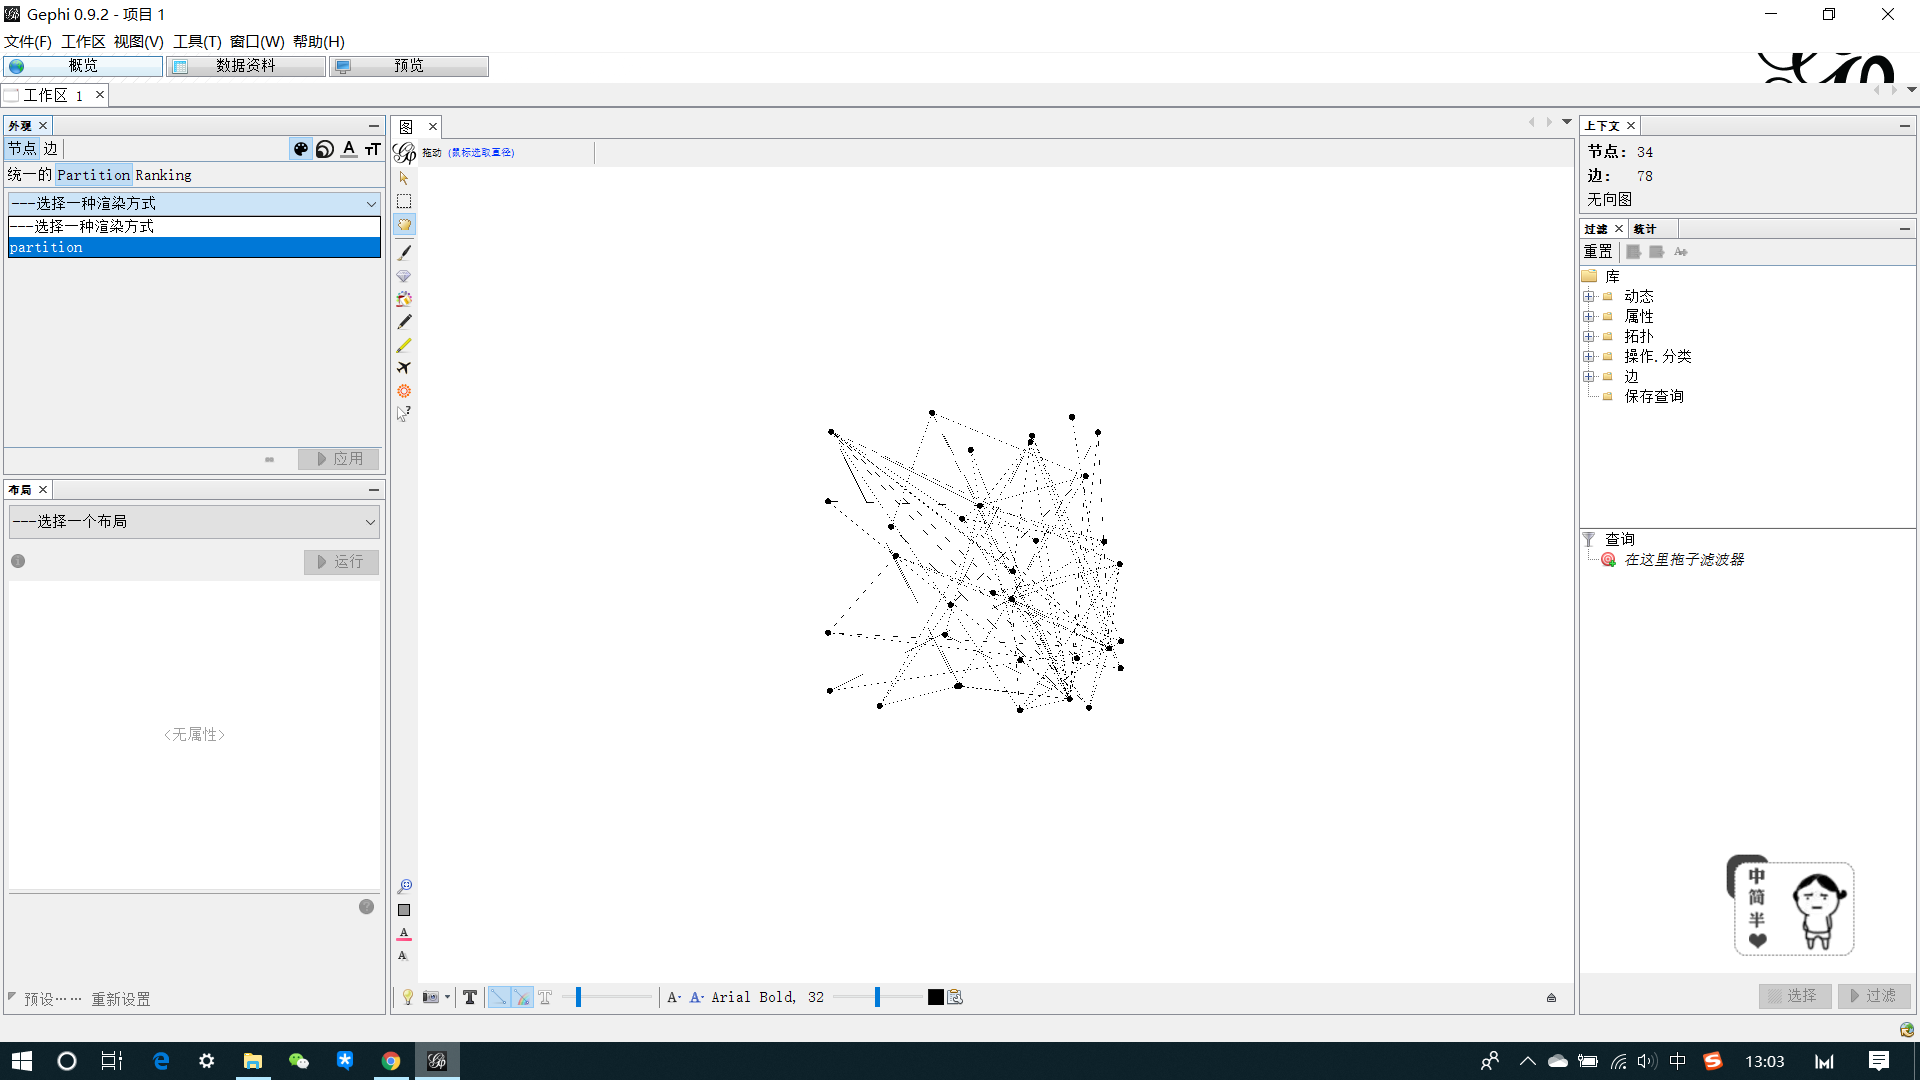 Gephi 0.9.2 - 项目 1
文件(F) 工作区 视图(V) 工具(T) 窗口(W) 帮助(H)
概览
数据资料
预览
工作区 1
外观
节点 边
统一的 Partition Ranking
---选择一种渲染方式
---选择一种渲染方式
partition
应用
布局
---选择一个布局
运行
<无属性>
预设…… 重新设置
图
拖动 (鼠标选取直径)
Arial Bold, 32
上下文
节点: 34
边: 78
无向图
过滤
统计
重置
库
动态
属性
拓扑
操作.分类
边
保存查询
查询
在这里拖子滤波器
中
简
半
选择
过滤
中
13:03